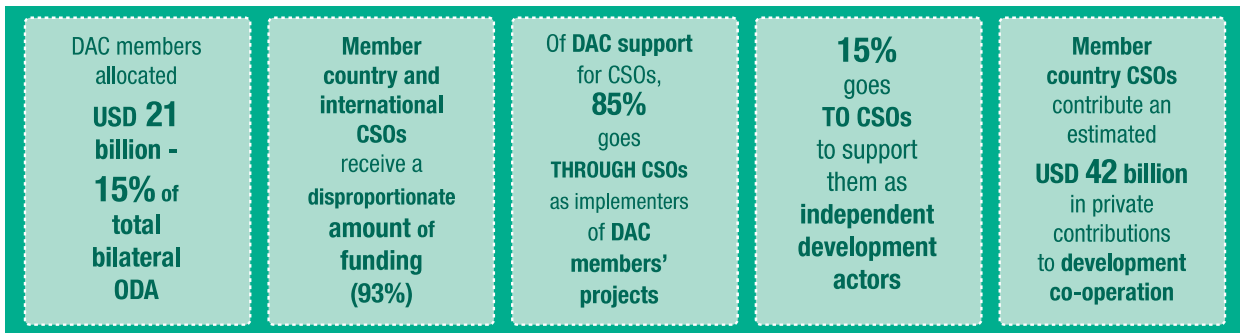 DAC members
allocated
USD 21
billion -
15% of
total
bilateral
ODA
Member
country and
international
CSOs
receive a
disproportionate
amount of
funding
(93%)
Of DAC support
for CSOs,
85%
goes
THROUGH CSOs
as implementers
of DAC
members’
projects
15%
goes
TO CSOs
to support
them as
independent
development
actors
Member
country CSOs
contribute an
estimated
USD 42 billion
in private
contributions
to development
co-operation